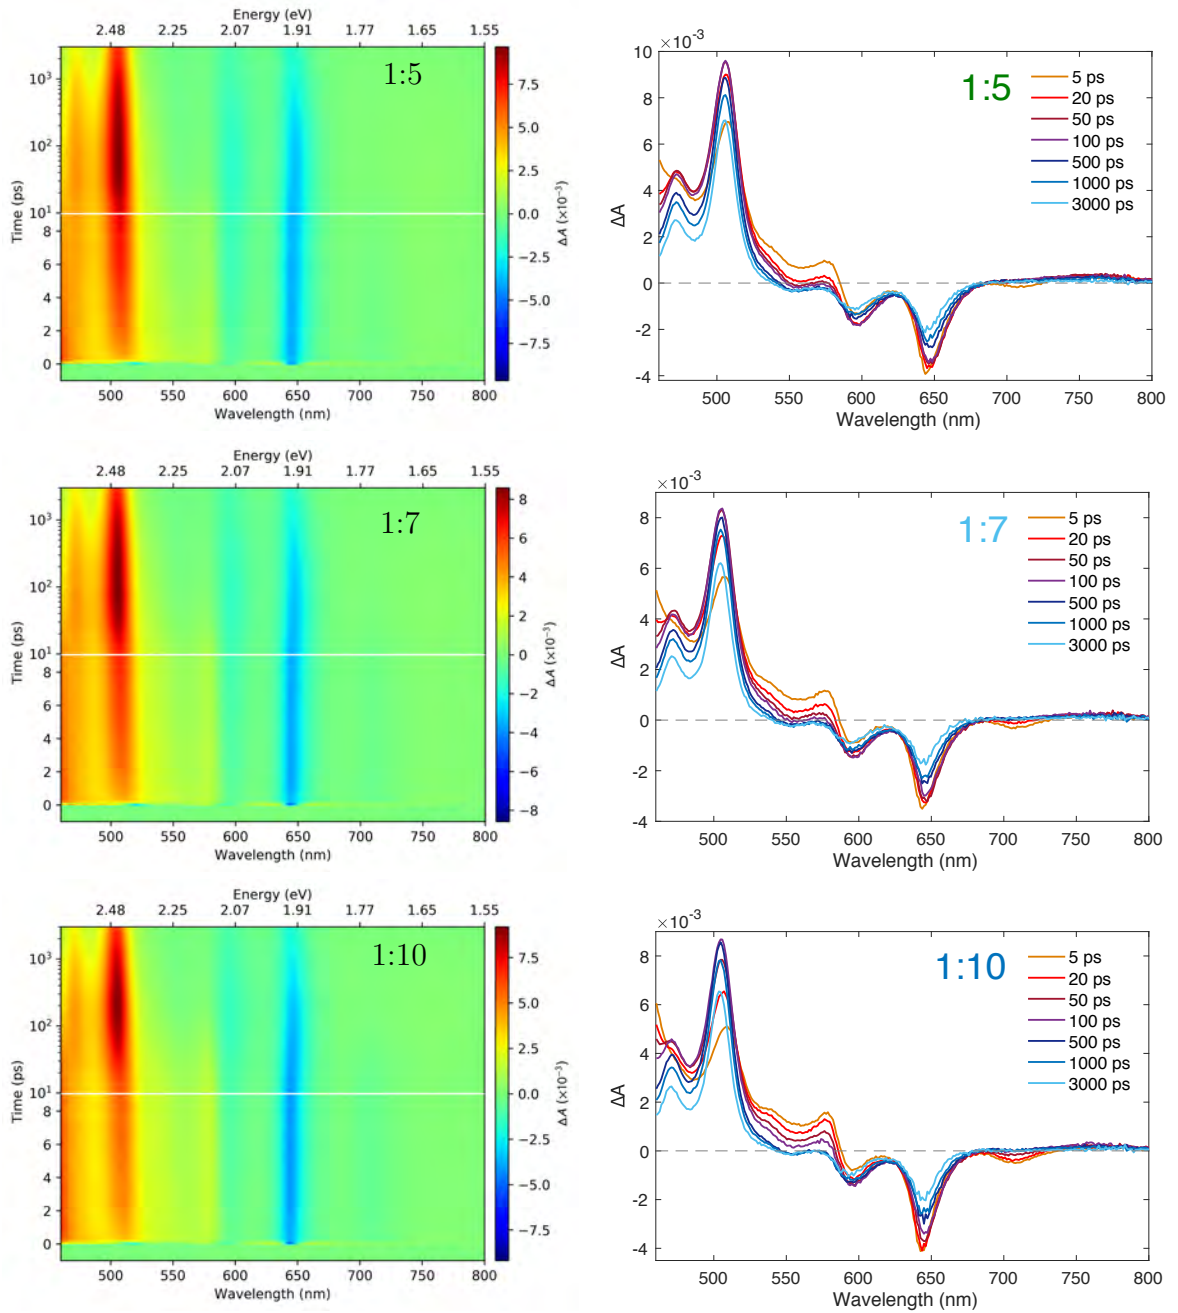 Energy (eV)
2.48 2.25 2.07 1.91 1.77 1.65 1.55
1:5
Time (ps)
10³
10²
10¹
8
6
4
2
0
500 550 600 650 700 750 800
Wavelength (nm)
7.5
5.0
2.5
0.0
−2.5
−5.0
−7.5
ΔA (×10⁻³)
×10⁻³
1:5
5 ps
20 ps
50 ps
100 ps
500 ps
1000 ps
3000 ps
ΔA
10
8
6
4
2
0
-2
-4
500 550 600 650 700 750 800
Wavelength (nm)
Energy (eV)
2.48 2.25 2.07 1.91 1.77 1.65 1.55
1:7
Time (ps)
10³
10²
10¹
8
6
4
2
0
500 550 600 650 700 750 800
Wavelength (nm)
8
6
4
2
0
−2
−4
−6
−8
ΔA (×10⁻³)
×10⁻³
1:7
5 ps
20 ps
50 ps
100 ps
500 ps
1000 ps
3000 ps
ΔA
8
6
4
2
0
-2
-4
500 550 600 650 700 750 800
Wavelength (nm)
Energy (eV)
2.48 2.25 2.07 1.91 1.77 1.65 1.55
1:10
Time (ps)
10³
10²
10¹
8
6
4
2
0
500 550 600 650 700 750 800
Wavelength (nm)
7.5
5.0
2.5
0.0
−2.5
−5.0
−7.5
ΔA (×10⁻³)
×10⁻³
1:10
5 ps
20 ps
50 ps
100 ps
500 ps
1000 ps
3000 ps
ΔA
8
6
4
2
0
-2
-4
500 550 600 650 700 750 800
Wavelength (nm)